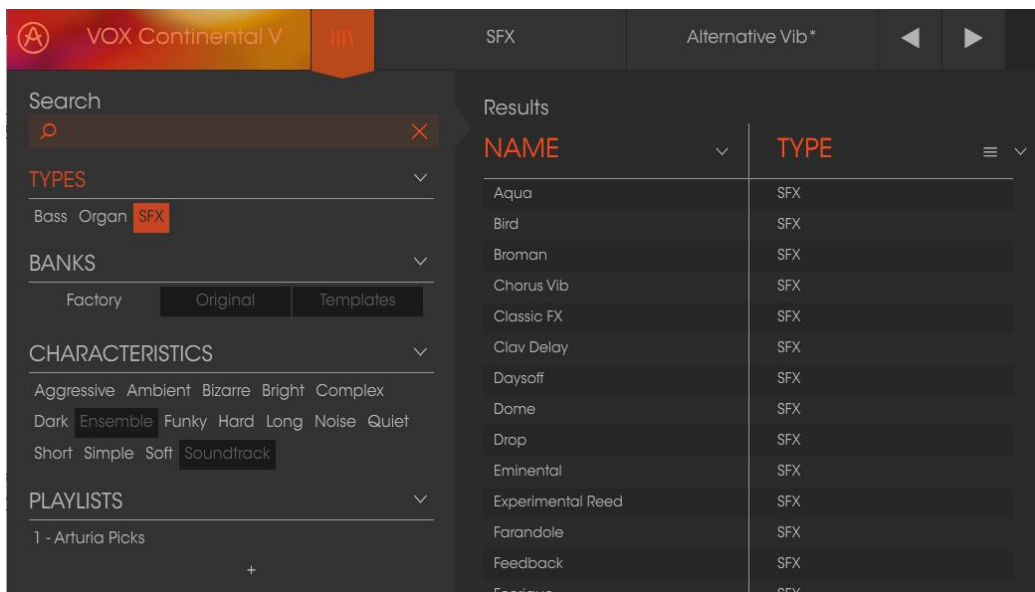 VOX Continental V SFX Alternative Vib*
Search
TYPES
Bass Organ SFX
BANKS
Factory Original Templates
CHARACTERISTICS
Aggressive Ambient Bizarre Bright Complex
Dark Ensemble Funky Hard Long Noise Quiet
Short Simple Soft Soundtrack
PLAYLISTS
1 - Arturia Picks
+
Results
NAME TYPE
Aqua SFX
Bird SFX
Broman SFX
Chorus Vib SFX
Classic FX SFX
Clav Delay SFX
Daysoff SFX
Dome SFX
Drop SFX
Eminental SFX
Experimental Reed SFX
Farandole SFX
Feedback SFX
SFX